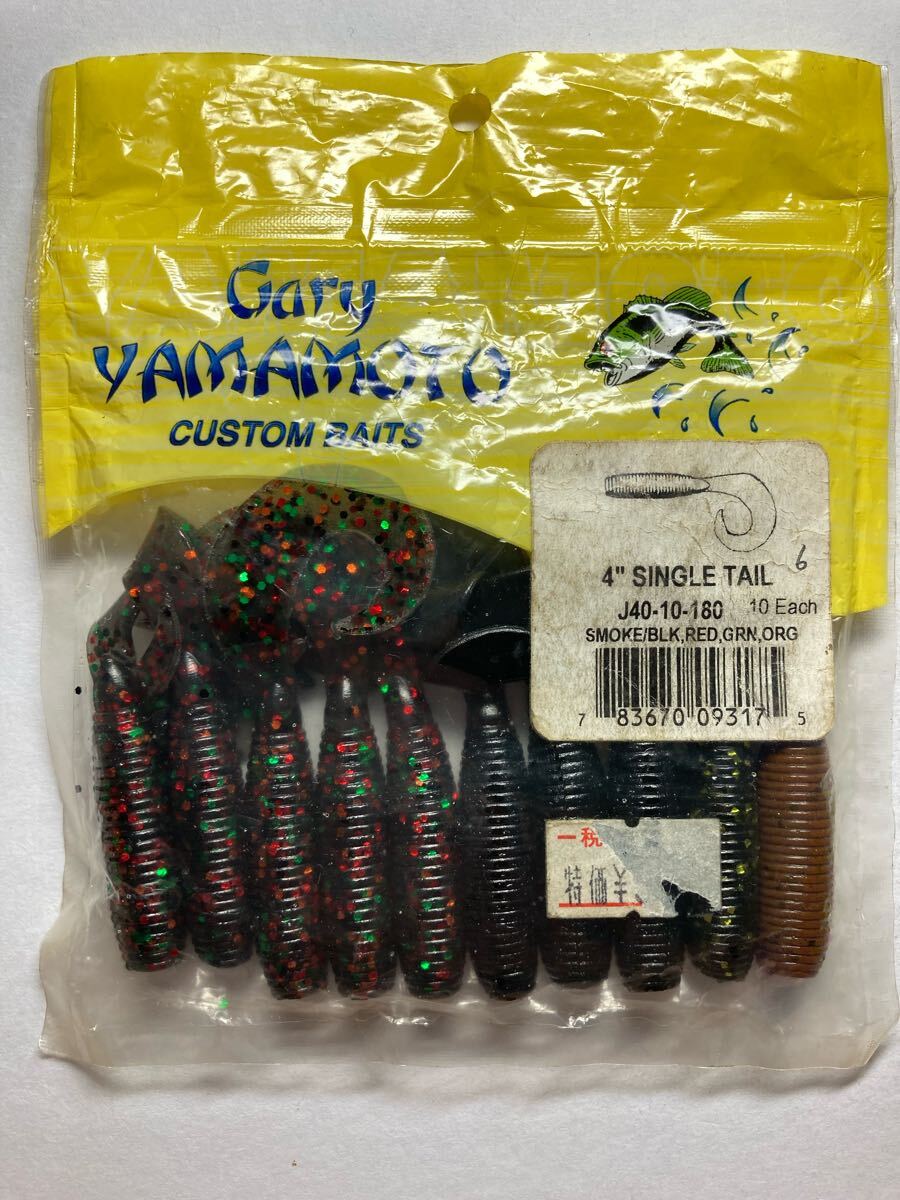 Gary
YAMAMOTO
CUSTOM BAITS
6
4" SINGLE TAIL
J40-10-180 10 Each
SMOKE/BLK,RED,GRN,ORG
7 83670 09317 5
一税
特価¥